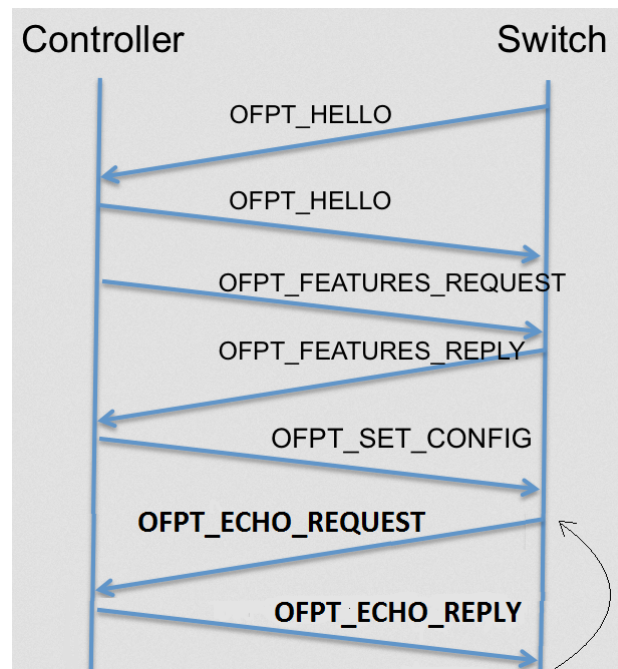 Controller
Switch
OFPT_HELLO
OFPT_HELLO
OFPT_FEATURES_REQUEST
OFPT_FEATURES_REPLY
OFPT_SET_CONFIG
OFPT_ECHO_REQUEST
OFPT_ECHO_REPLY